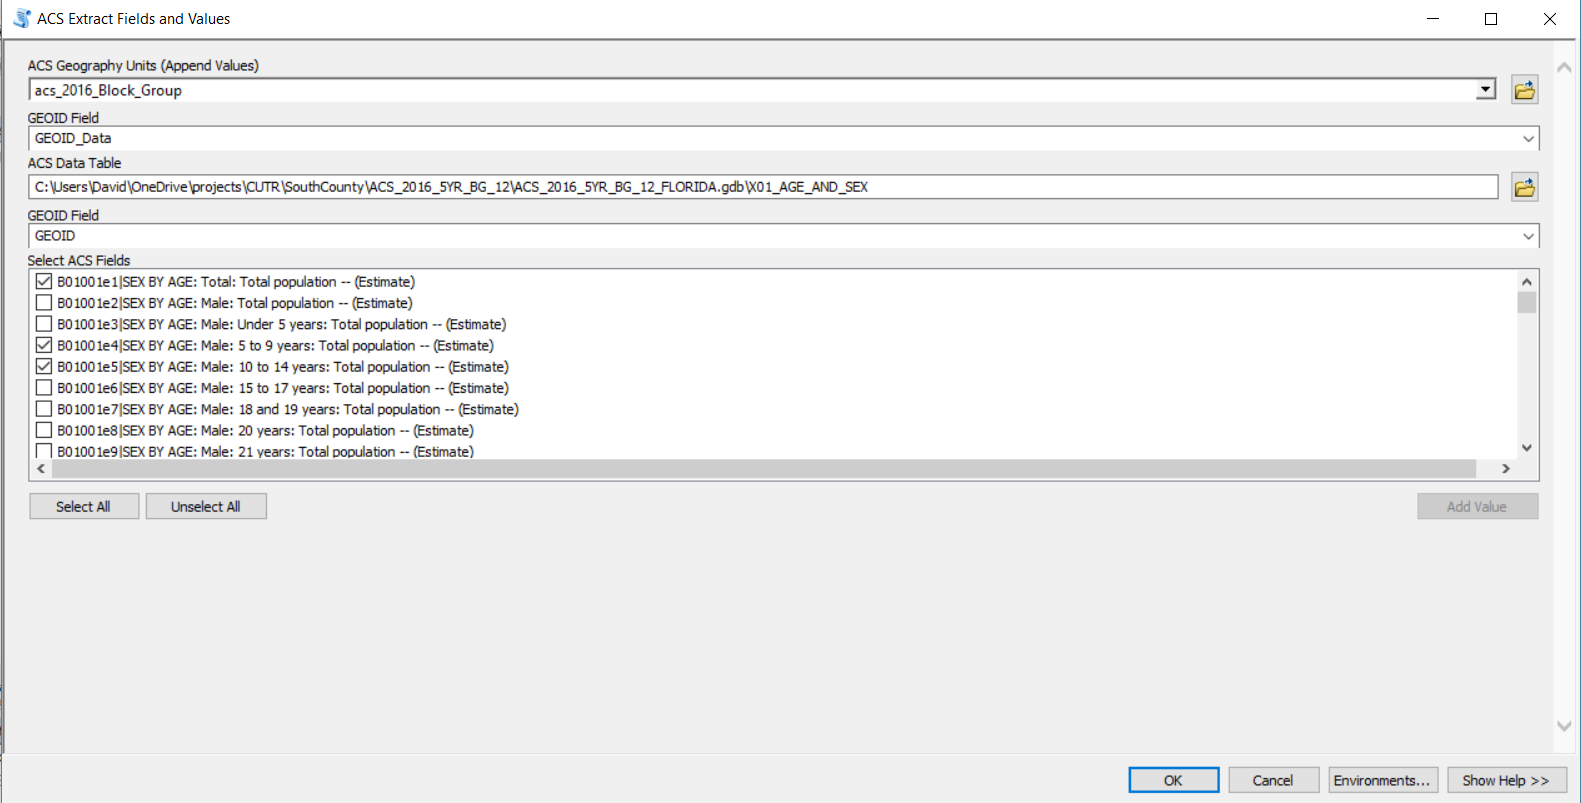 ACS Extract Fields and Values
ACS Geography Units (Append Values)
acs_2016_Block_Group
GEOID Field
GEOID_Data
ACS Data Table
C:\Users\David\OneDrive\projects\CUTR\SouthCounty\ACS_2016_5YR_BG_12\ACS_2016_5YR_BG_12_FLORIDA.gdb\X01_AGE_AND_SEX
GEOID Field
GEOID
Select ACS Fields
B01001e1|SEX BY AGE: Total: Total population -- (Estimate)
B01001e2|SEX BY AGE: Male: Total population -- (Estimate)
B01001e3|SEX BY AGE: Male: Under 5 years: Total population -- (Estimate)
B01001e4|SEX BY AGE: Male: 5 to 9 years: Total population -- (Estimate)
B01001e5|SEX BY AGE: Male: 10 to 14 years: Total population -- (Estimate)
B01001e6|SEX BY AGE: Male: 15 to 17 years: Total population -- (Estimate)
B01001e7|SEX BY AGE: Male: 18 and 19 years: Total population -- (Estimate)
B01001e8|SEX BY AGE: Male: 20 years: Total population -- (Estimate)
B01001e9|SEX BY AGE: Male: 21 years: Total population -- (Estimate)
Select All Unselect All Add Value
OK Cancel Environments... Show Help >>